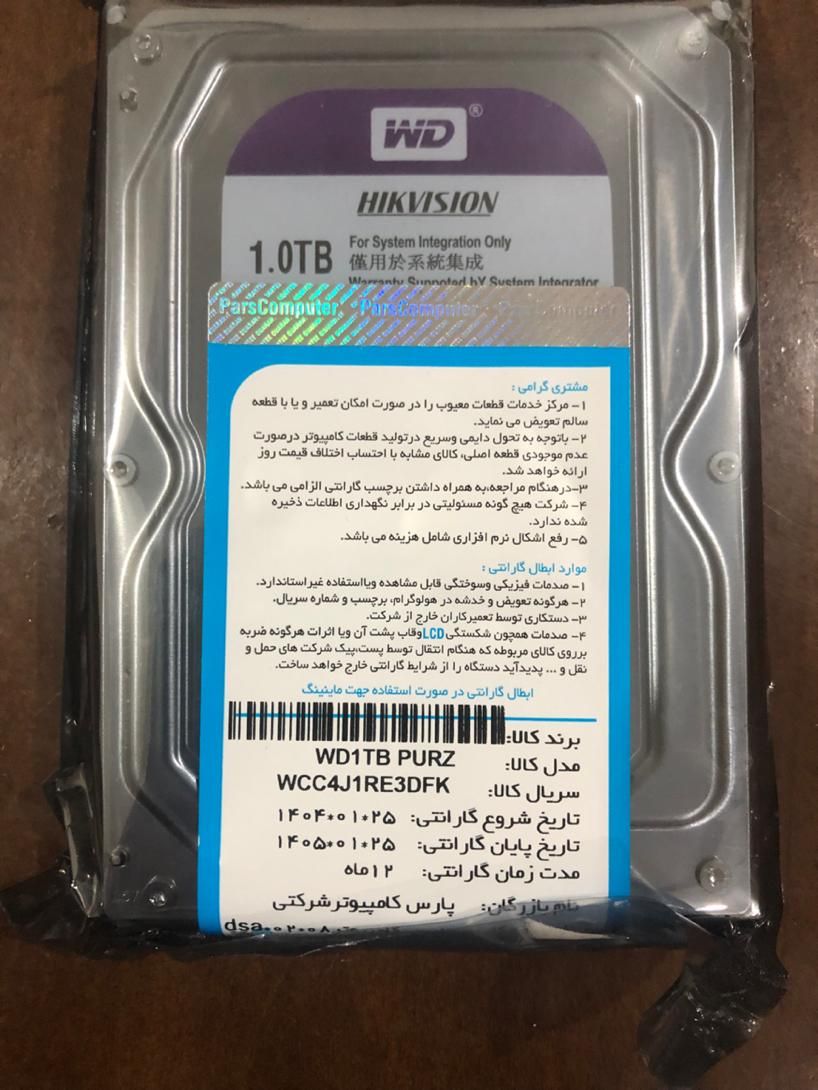 WD®
HIKVISION
1.0TB
For System Integration Only
僅用於系統集成
Warranty Suppoted bY System Integrator
ParsComputer ParsComputer ParsComputer
مشتری گرامی :
۱- مرکز خدمات قطعات معیوب را در صورت امکان تعمیر و یا با قطعه
سالم تعویض می نماید.
۲- باتوجه به تحول دایمی وسریع درتولید قطعات کامپیوتر درصورت
عدم موجودی قطعه اصلی، کالای مشابه با احتساب اختلاف قیمت روز
ارائه خواهد شد.
۳-درهنگام مراجعه،به همراه داشتن برچسب گارانتی الزامی می باشد.
۴- شرکت هیچ گونه مسئولیتی در برابر نگهداری اطلاعات ذخیره
شده ندارد.
۵- رفع اشکال نرم افزاری شامل هزینه می باشد.
موارد ابطال گارانتی :
۱- صدمات فیزیکی وسوختگی قابل مشاهده ویااستفاده غیراستاندارد.
۲- هرگونه تعویض و خدشه در هولوگرام، برچسب و شماره سریال.
۳- دستکاری توسط تعمیرکاران خارج از شرکت.
۴- صدمات همچون شکستگی LCDوقاب پشت آن ویا اثرات هرگونه ضربه
برروی کالای مربوطه که هنگام انتقال توسط پست،پیک شرکت های حمل و
نقل و ... پدیدآید دستگاه را از شرایط گارانتی خارج خواهد ساخت.
ابطال گارانتی در صورت استفاده جهت ماینینگ
برند کالا:
مدل کالا: WD1TB PURZ
سریال کالا: WCC4J1RE3DFK
تاریخ شروع گارانتی: ۱۴۰۴*۰۱*۲۵
تاریخ پایان گارانتی: ۱۴۰۵*۰۱*۲۵
مدت زمان گارانتی: ۱۲ماه
نام بازرگان: پارس کامپیوترشرکتی